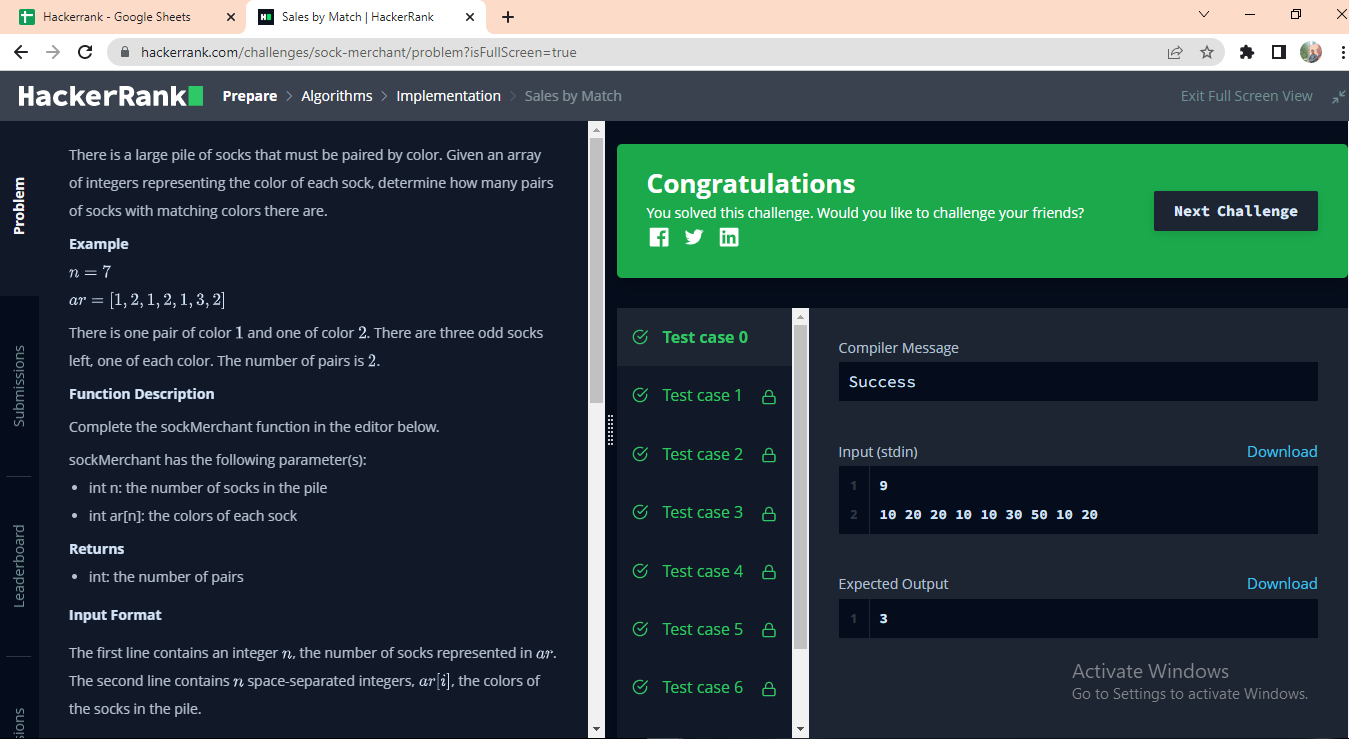 Hackerrank - Google Sheets
Sales by Match | HackerRank
hackerrank.com/challenges/sock-merchant/problem?isFullScreen=true
HackerRank
Prepare > Algorithms > Implementation > Sales by Match
Exit Full Screen View
Problem
Submissions
Leaderboard
There is a large pile of socks that must be paired by color. Given an array
of integers representing the color of each sock, determine how many pairs
of socks with matching colors there are.
Example
n = 7
ar = [1, 2, 1, 2, 1, 3, 2]
There is one pair of color 1 and one of color 2. There are three odd socks
left, one of each color. The number of pairs is 2.
Function Description
Complete the sockMerchant function in the editor below.
sockMerchant has the following parameter(s):
• int n: the number of socks in the pile
• int ar[n]: the colors of each sock
Returns
• int: the number of pairs
Input Format
The first line contains an integer n, the number of socks represented in ar.
The second line contains n space-separated integers, ar[i], the colors of
the socks in the pile.
Congratulations
You solved this challenge. Would you like to challenge your friends?
Next Challenge
Test case 0
Test case 1
Test case 2
Test case 3
Test case 4
Test case 5
Test case 6
Compiler Message
Success
Input (stdin)
Download
1 9
2 10 20 20 10 10 30 50 10 20
Expected Output
Download
1 3
Activate Windows
Go to Settings to activate Windows.